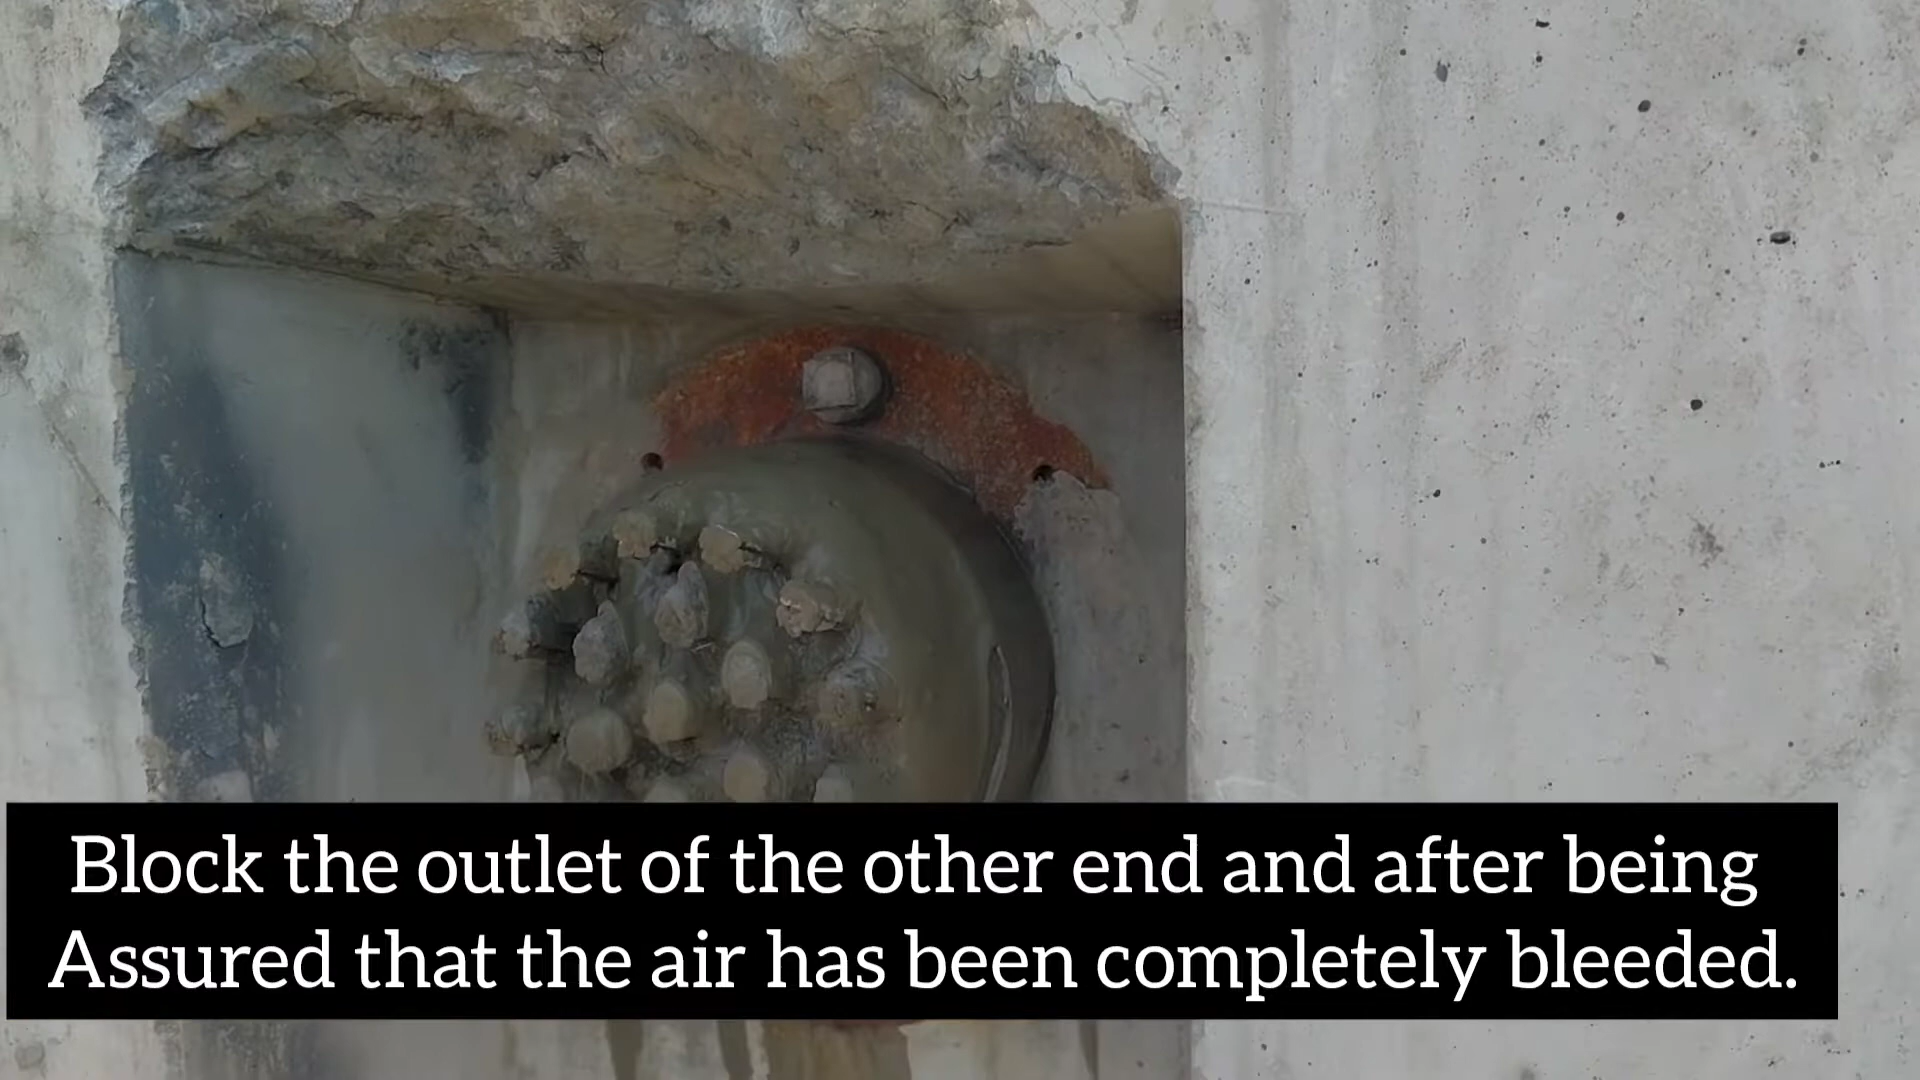 Block the outlet of the other end and after being
Assured that the air has been completely bleeded.